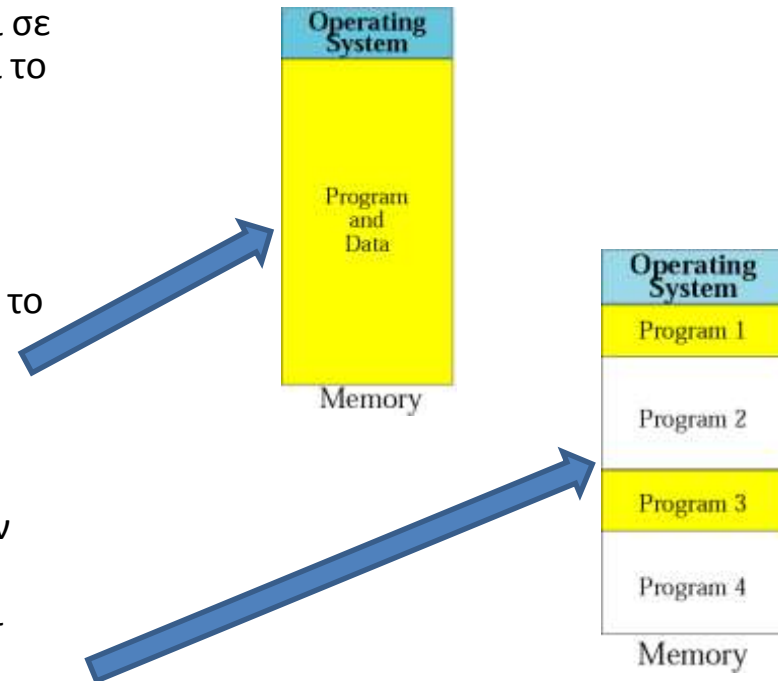 σε
το
το
ν
Operating
System
Program
and
Data
Memory
Operating
System
Program 1
Program 2
Program 3
Program 4
Memory